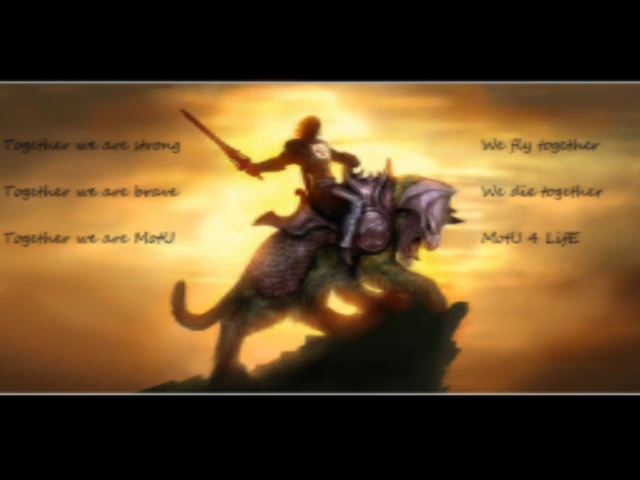 Together we are strong
Together we are brave
Together we are MotU
We fly together
We die together
MotU 4 LifE